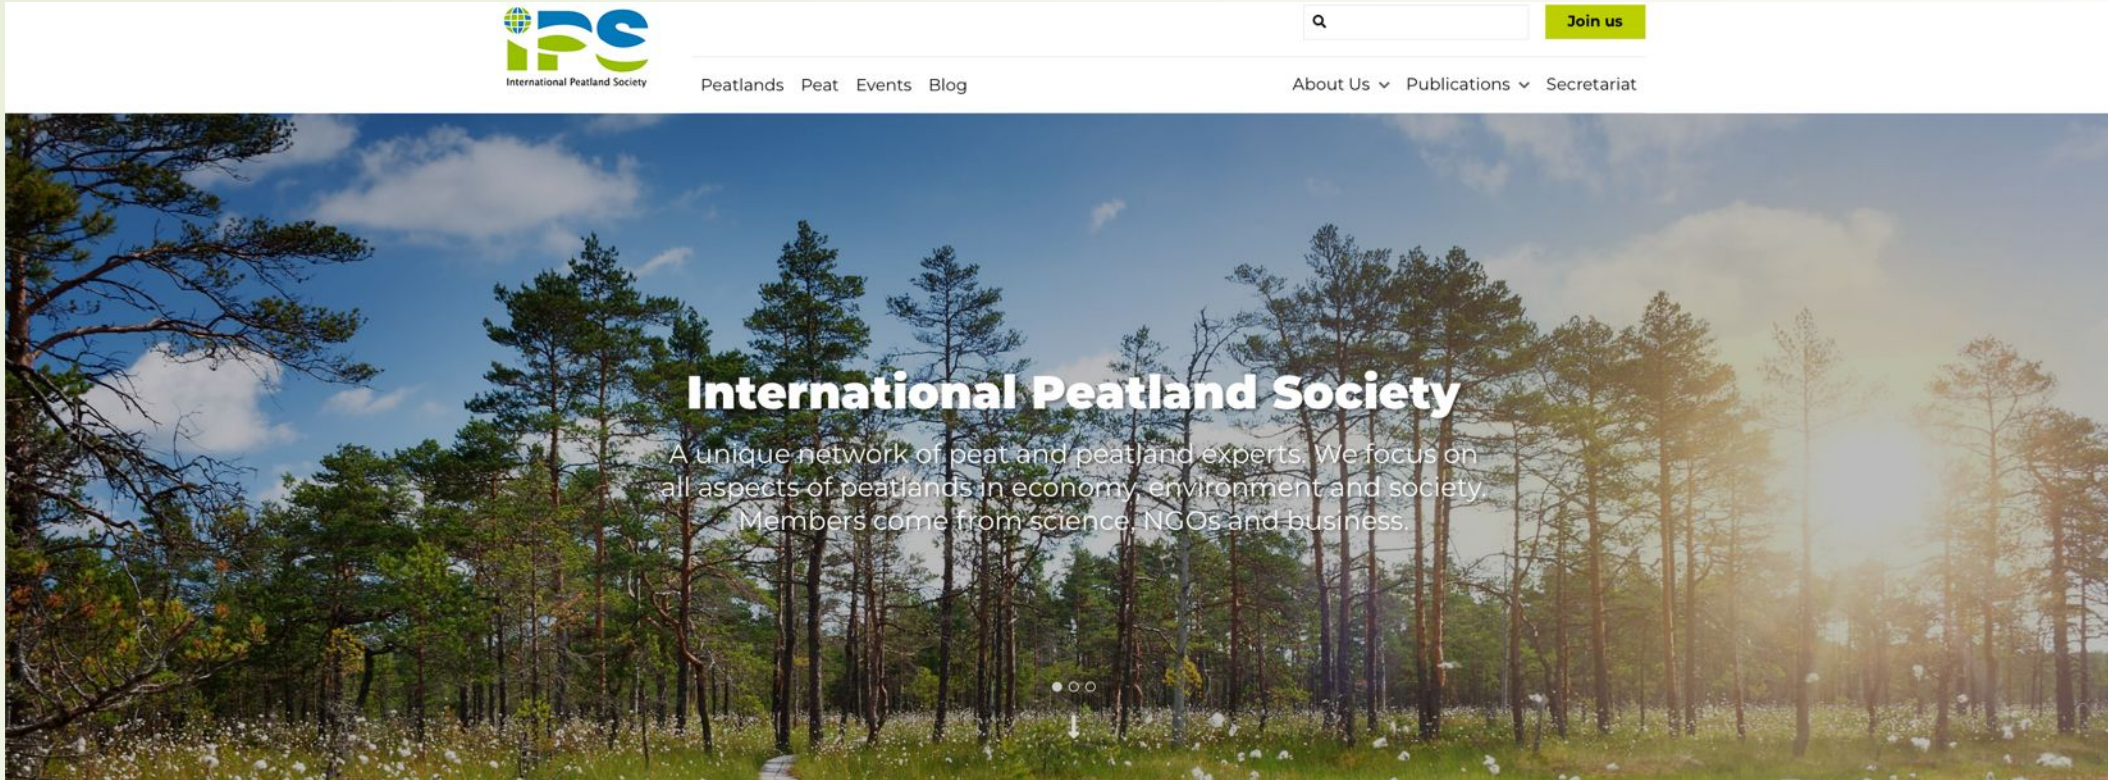 iPS
International Peatland Society
Join us
Peatlands Peat Events Blog
About Us Publications Secretariat
International Peatland Society
A unique network of peat and peatland experts. We focus on
all aspects of peatlands in economy, environment and society.
Members come from science, NGOs and business.